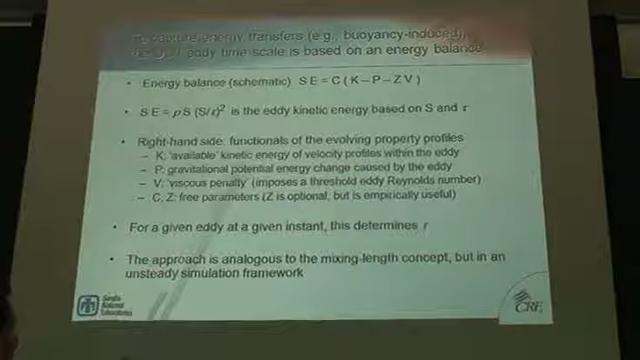 To capture energy transfers (e.g., buoyancy-induced),
eddy time scale is based on an energy balance
• Energy balance (schematic) S E = C ( K – P – Z V )
• S E = ρ S (S/τ)² is the eddy kinetic energy based on S and τ
• Right-hand side: functionals of the evolving property profiles
– K: 'available' kinetic energy of velocity profiles within the eddy
– P: gravitational potential energy change caused by the eddy
– V: 'viscous penalty' (imposes a threshold eddy Reynolds number)
– C, Z: free parameters (Z is optional, but is empirically useful)
• For a given eddy at a given instant, this determines τ
• The approach is analogous to the mixing-length concept, but in an
unsteady simulation framework
Sandia
National
Laboratories
CRF